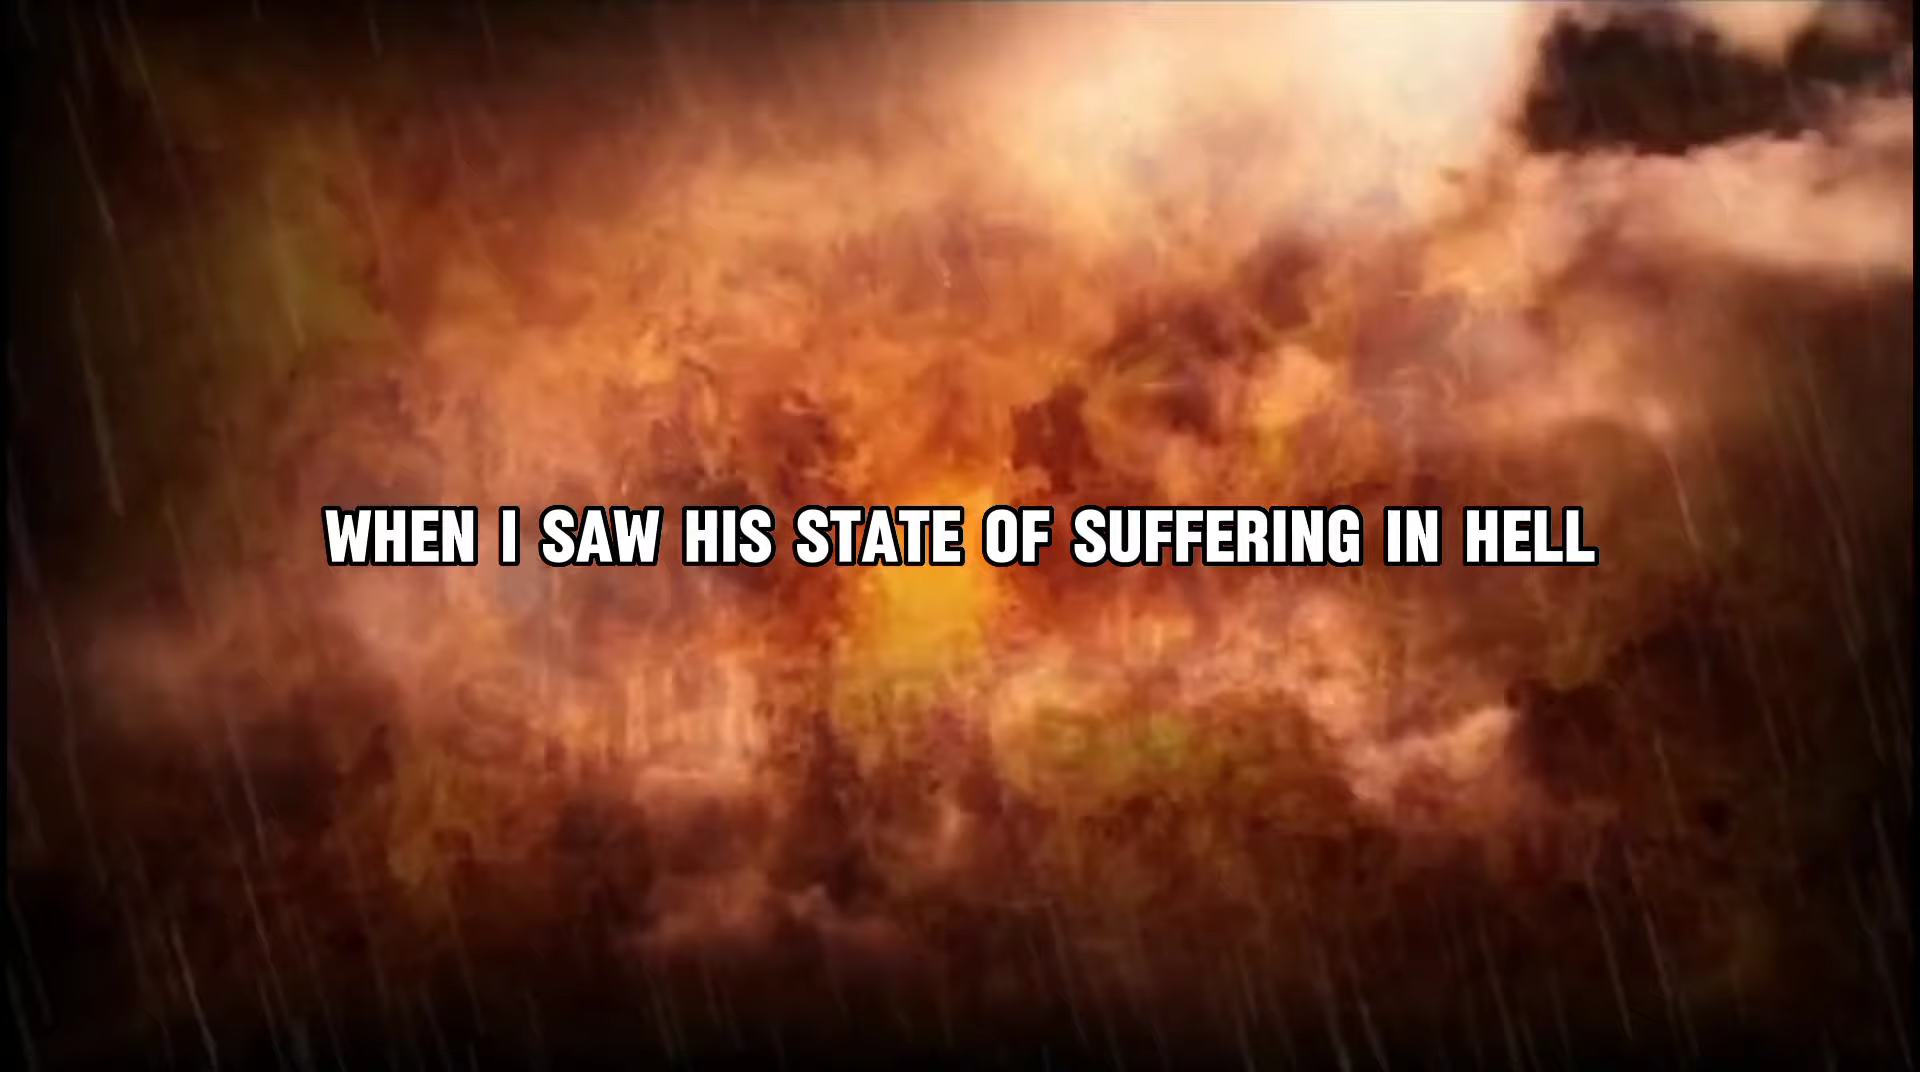 WHEN I SAW HIS STATE OF SUFFERING IN HELL